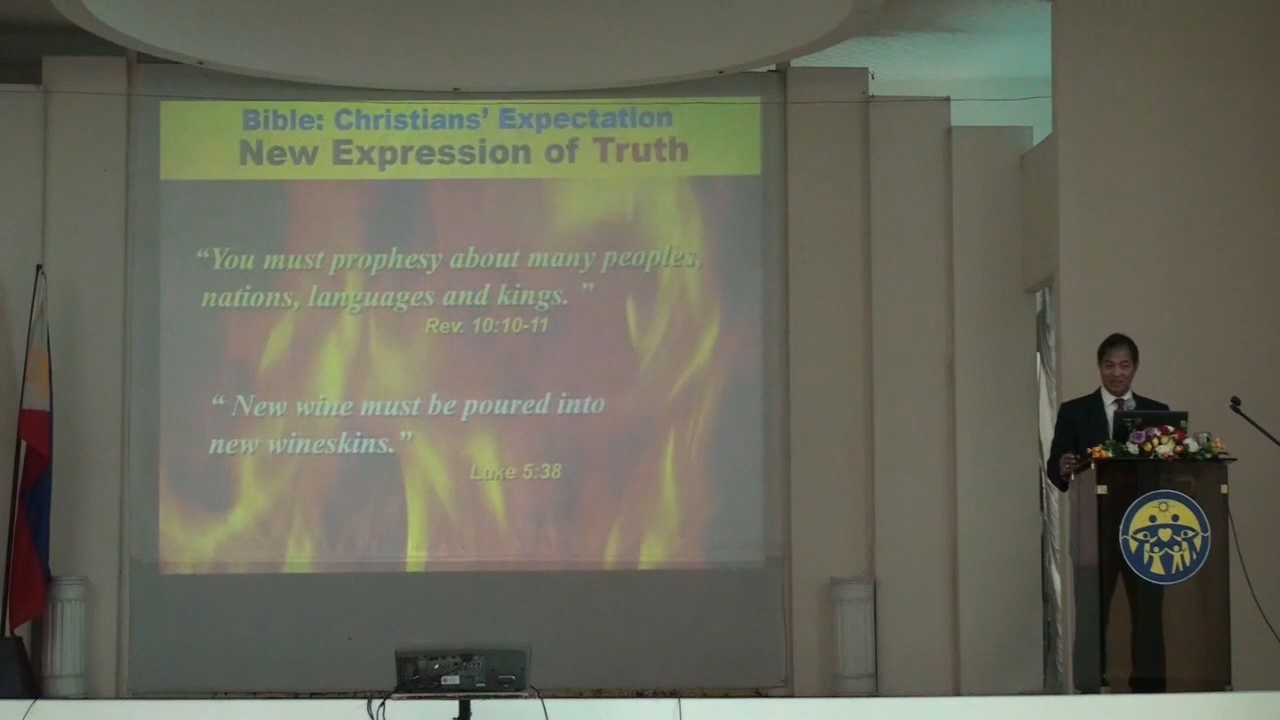 Bible: Christians' Expectation
New Expression of Truth
“You must prophesy about many peoples,
nations, languages and kings. ”
Rev. 10:10-11
“ New wine must be poured into
new wineskins.”
Luke 5:38